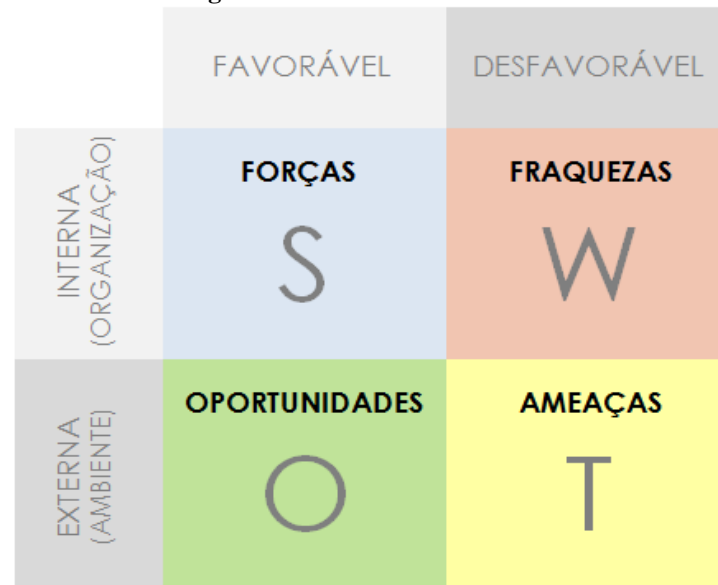 FAVORÁVEL DESFAVORÁVEL
INTERNA
(ORGANIZAÇÃO)
FORÇAS FRAQUEZAS
S W
EXTERNA
(AMBIENTE)
OPORTUNIDADES AMEAÇAS
O T